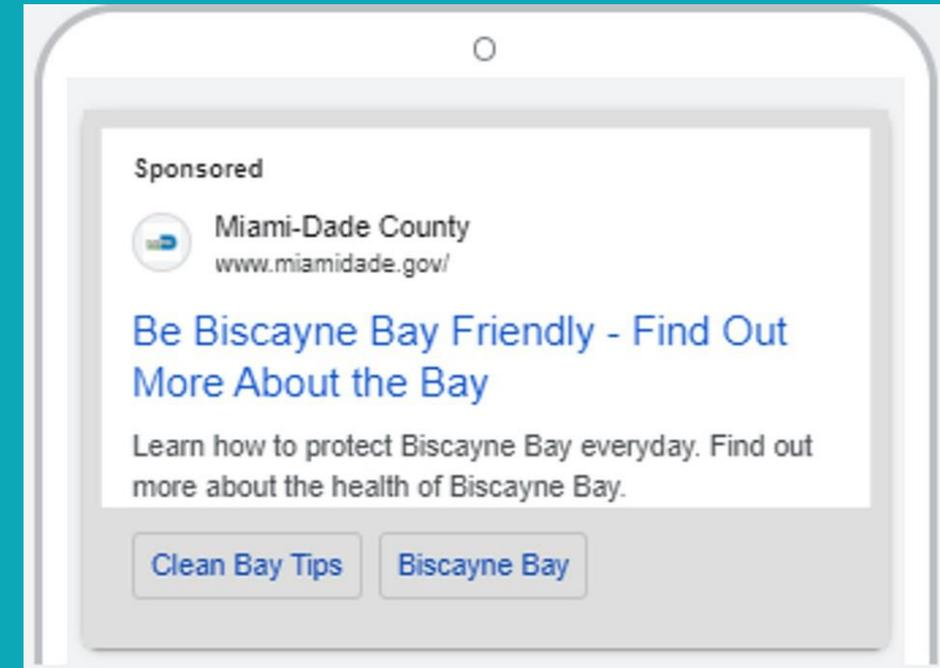 Sponsored
Miami-Dade County
www.miamidade.gov/
Be Biscayne Bay Friendly - Find Out
More About the Bay
Learn how to protect Biscayne Bay everyday. Find out
more about the health of Biscayne Bay.
Clean Bay Tips
Biscayne Bay